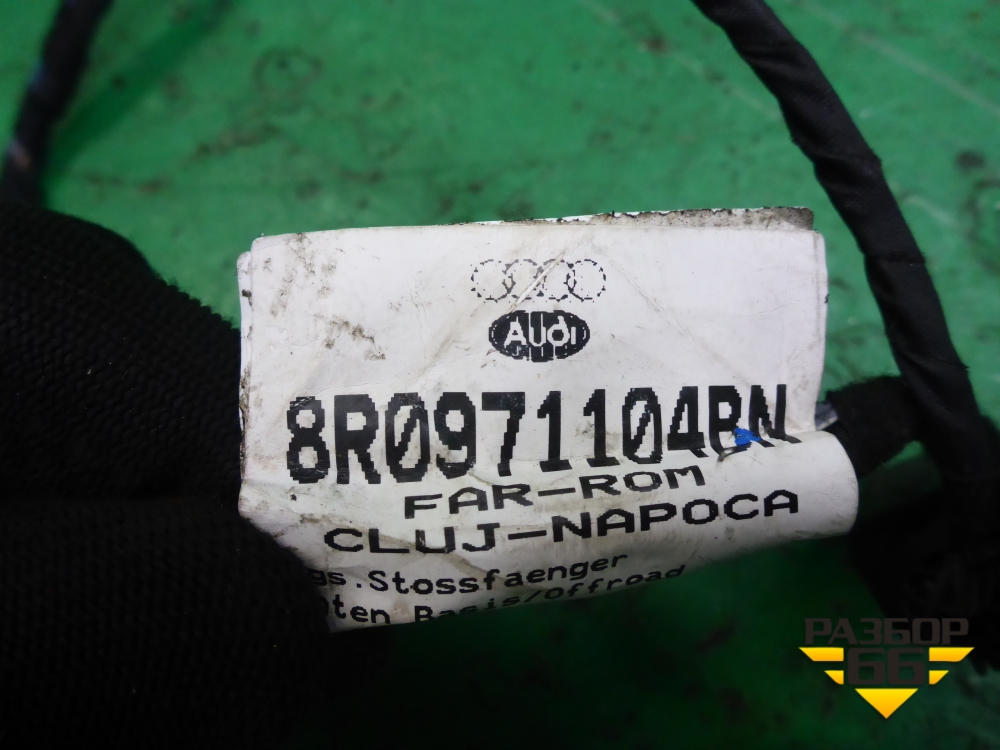 Audi
8R0971104BN
FAR-ROM
CLUJ-NAPOCA
gs.Stossfaenger
ten Basis/Offroad
РАЗБОР
66